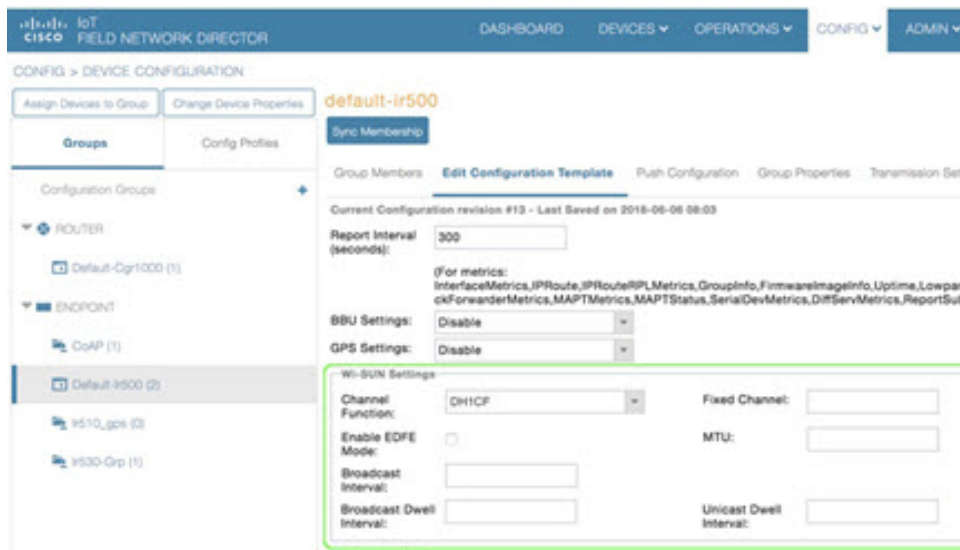 cisco IoT
FIELD NETWORK DIRECTOR
DASHBOARD DEVICES OPERATIONS CONFIG ADMIN
CONFIG > DEVICE CONFIGURATION
Assign Devices to Group Change Device Properties
default-ir500
Sync Membership
Groups Config Profiles
Group Members Edit Configuration Template Push Configuration Group Properties Transmission Set
Configuration Groups +
Current Configuration revision #13 - Last Saved on 2018-06-06 08:03
ROUTER
Report Interval (seconds): 300
Default-Cgr1000 (1)
(For metrics:
InterfaceMetrics,IPRoute,IPRouteRPLMetrics,GroupInfo,FirmwareImageInfo,Uptime,Lowpan
ckForwarderMetrics,MAPTMetrics,MAPTStatus,SerialDevMetrics,DiffServMetrics,ReportSub
ENDPOINT
BBU Settings: Disable
CoAP (1)
GPS Settings: Disable
Default-Ir500 (2)
Wi-SUN Settings
Channel Function: DH1CF
Fixed Channel:
Ir510_gps (0)
Enable EDFE Mode:
MTU:
Ir530-Grp (1)
Broadcast Interval:
Broadcast Dwell Interval:
Unicast Dwell Interval: